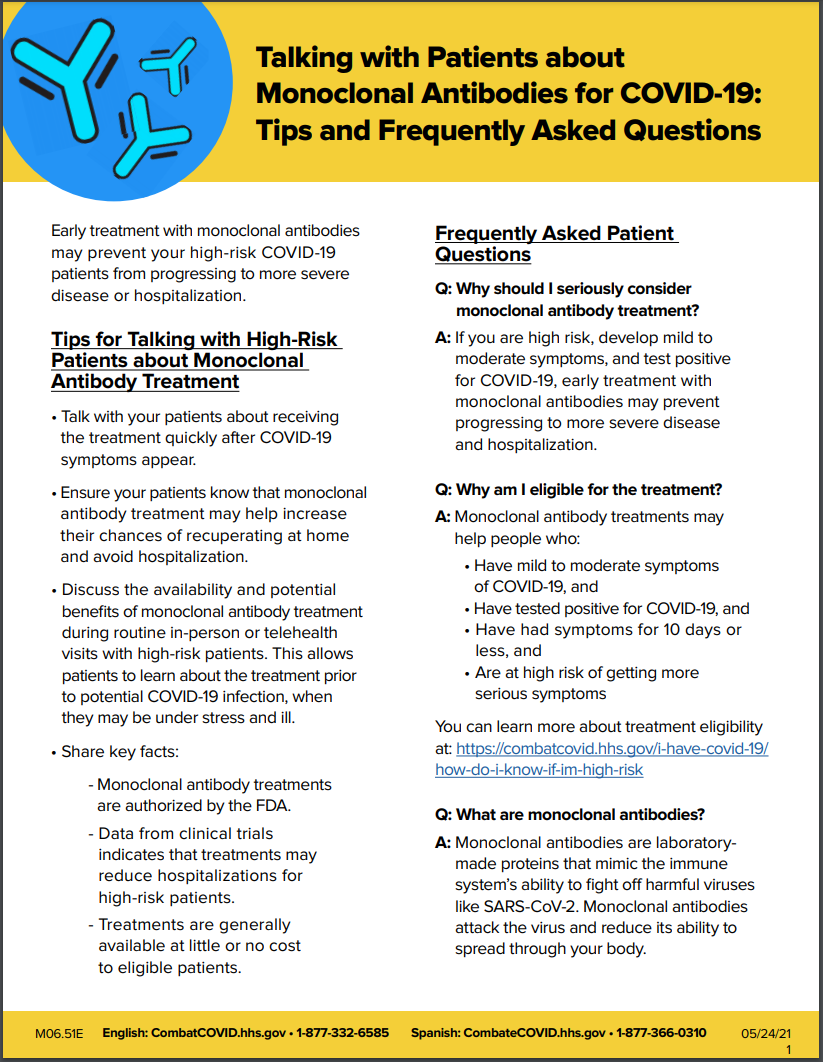 Talking with Patients about
Monoclonal Antibodies for COVID-19:
Tips and Frequently Asked Questions
Early treatment with monoclonal antibodies
may prevent your high-risk COVID-19
patients from progressing to more severe
disease or hospitalization.
Tips for Talking with High-Risk
Patients about Monoclonal
Antibody Treatment
• Talk with your patients about receiving
the treatment quickly after COVID-19
symptoms appear.
• Ensure your patients know that monoclonal
antibody treatment may help increase
their chances of recuperating at home
and avoid hospitalization.
• Discuss the availability and potential
benefits of monoclonal antibody treatment
during routine in-person or telehealth
visits with high-risk patients. This allows
patients to learn about the treatment prior
to potential COVID-19 infection, when
they may be under stress and ill.
• Share key facts:
- Monoclonal antibody treatments
are authorized by the FDA.
- Data from clinical trials
indicates that treatments may
reduce hospitalizations for
high-risk patients.
- Treatments are generally
available at little or no cost
to eligible patients.
Frequently Asked Patient
Questions
Q: Why should I seriously consider
monoclonal antibody treatment?
A: If you are high risk, develop mild to
moderate symptoms, and test positive
for COVID-19, early treatment with
monoclonal antibodies may prevent
progressing to more severe disease
and hospitalization.
Q: Why am I eligible for the treatment?
A: Monoclonal antibody treatments may
help people who:
• Have mild to moderate symptoms
of COVID-19, and
• Have tested positive for COVID-19, and
• Have had symptoms for 10 days or
less, and
• Are at high risk of getting more
serious symptoms
You can learn more about treatment eligibility
at: https://combatcovid.hhs.gov/i-have-covid-19/
how-do-i-know-if-im-high-risk
Q: What are monoclonal antibodies?
A: Monoclonal antibodies are laboratory-
made proteins that mimic the immune
system's ability to fight off harmful viruses
like SARS-CoV-2. Monoclonal antibodies
attack the virus and reduce its ability to
spread through your body.
M06.51E English: CombatCOVID.hhs.gov • 1-877-332-6585 Spanish: CombateCOVID.hhs.gov • 1-877-366-0310 05/24/21
1